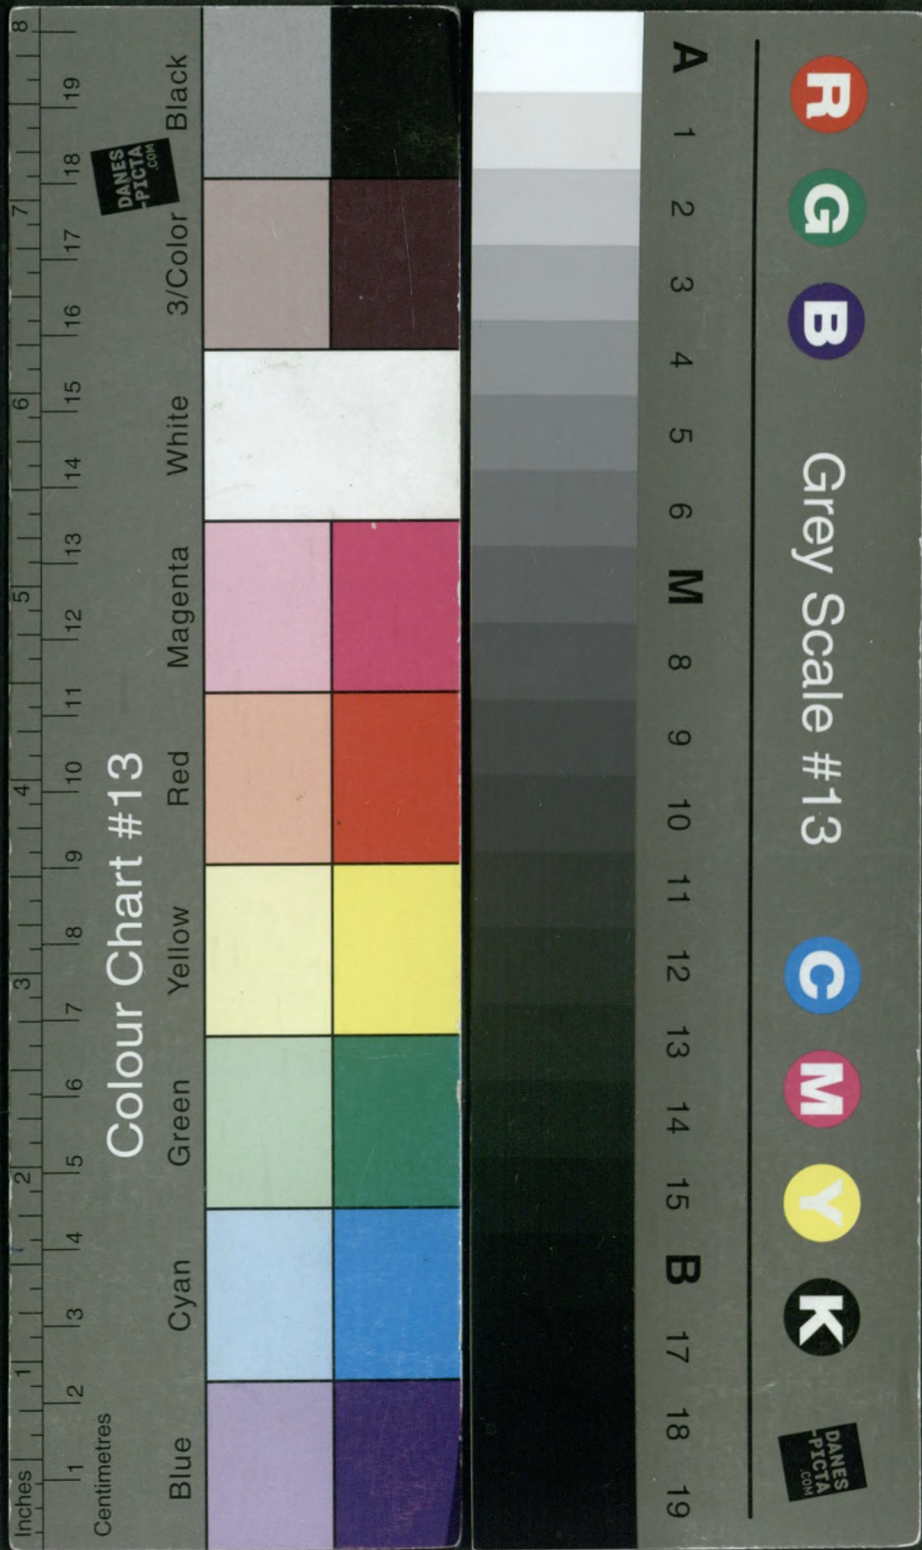 Colour Chart #13
Inches
1 2 3 4 5 6 7 8
Centimetres
1 2 3 4 5 6 7 8 9 10 11 12 13 14 15 16 17 18 19
Blue Cyan Green Yellow Red Magenta White 3/Color Black
DANES
-PICTA
.COM
R G B
Grey Scale #13
C M Y K
A 1 2 3 4 5 6 M 8 9 10 11 12 13 14 15 B 17 18 19
DANES
-PICTA
.COM